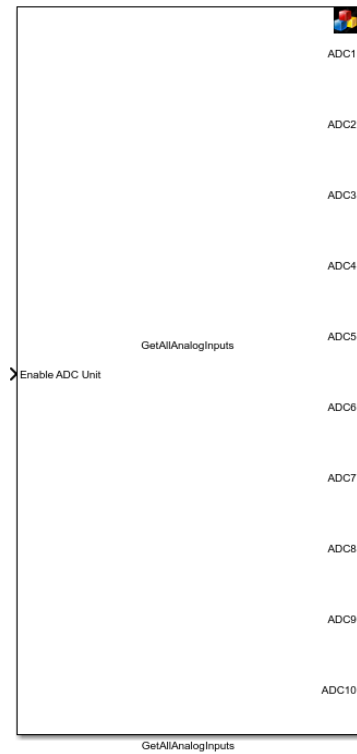 ADC1
ADC2
ADC3
ADC4
ADC5
GetAllAnalogInputs
Enable ADC Unit
ADC6
ADC7
ADC8
ADC9
ADC10
GetAllAnalogInputs